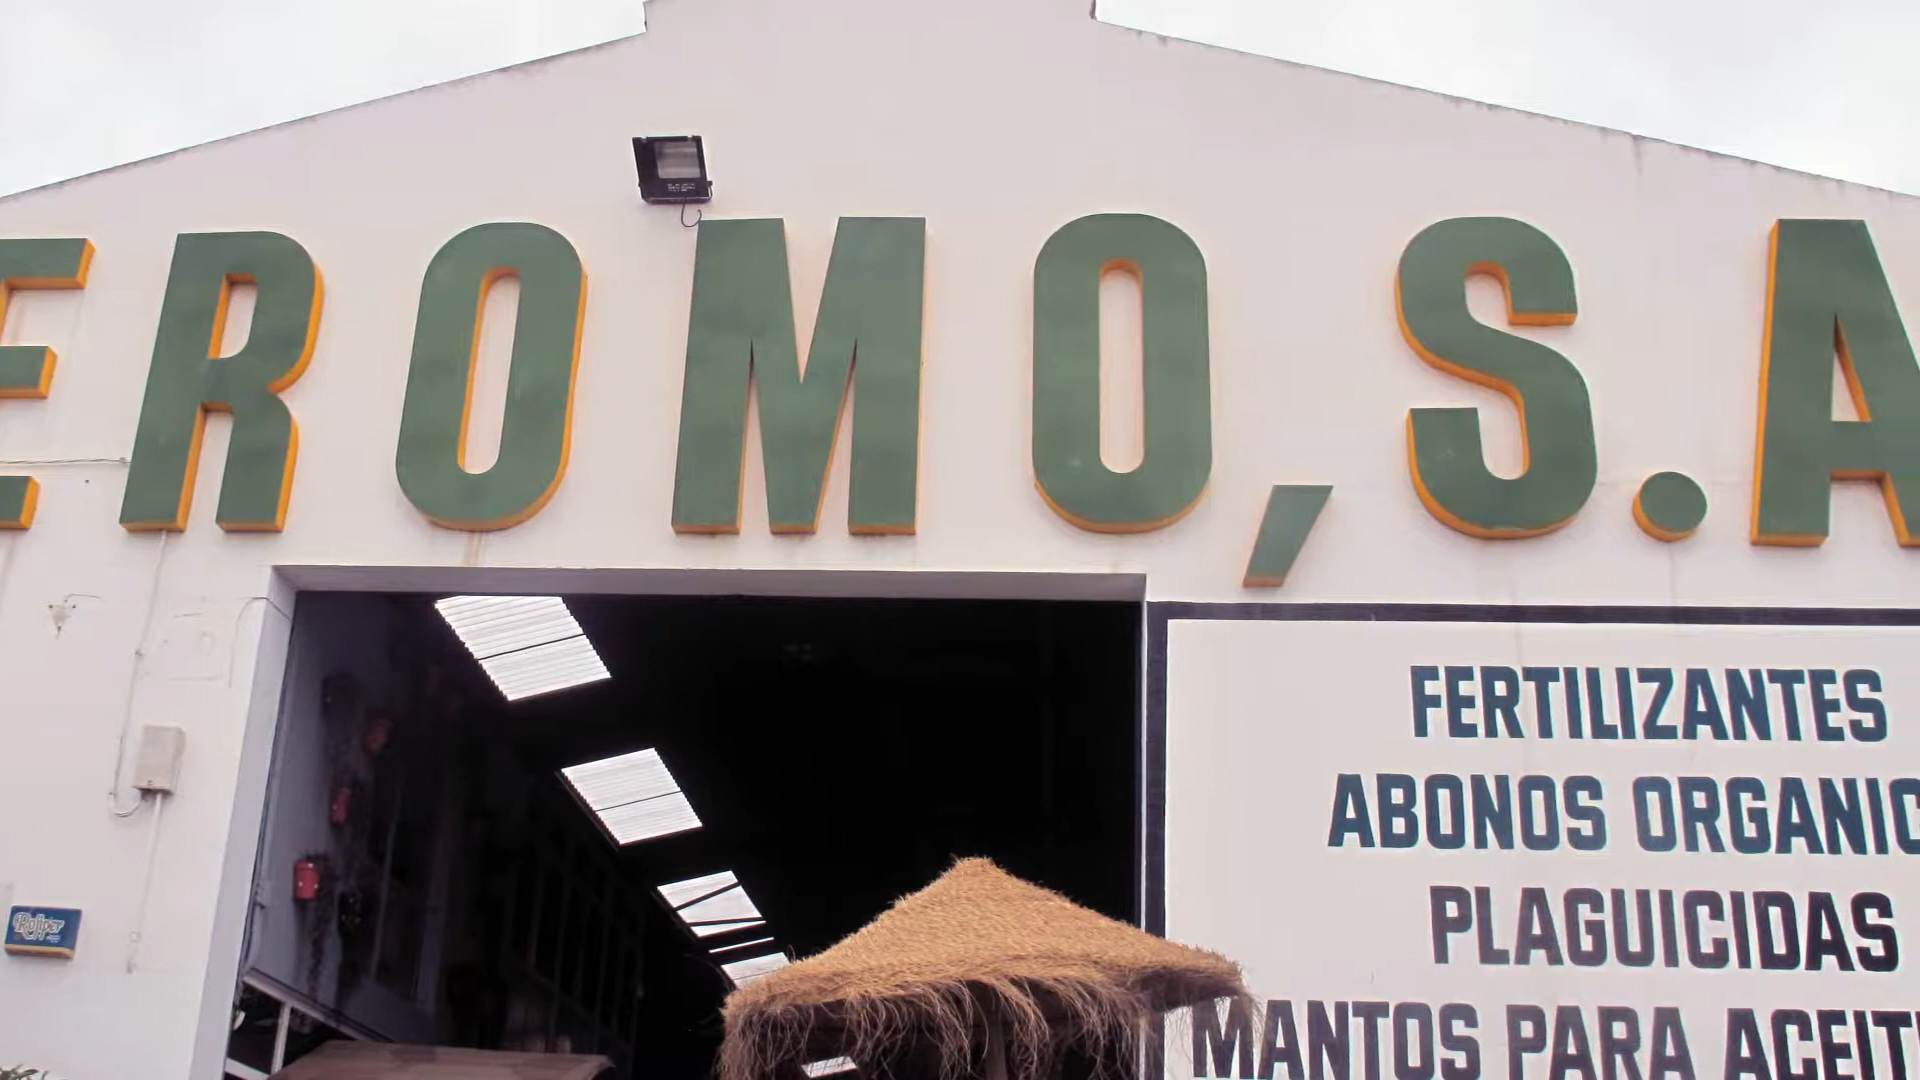 EROMO, S.A
FERTILIZANTES
ABONOS ORGANIC
PLAGUICIDAS
MANTOS PARA ACEIT